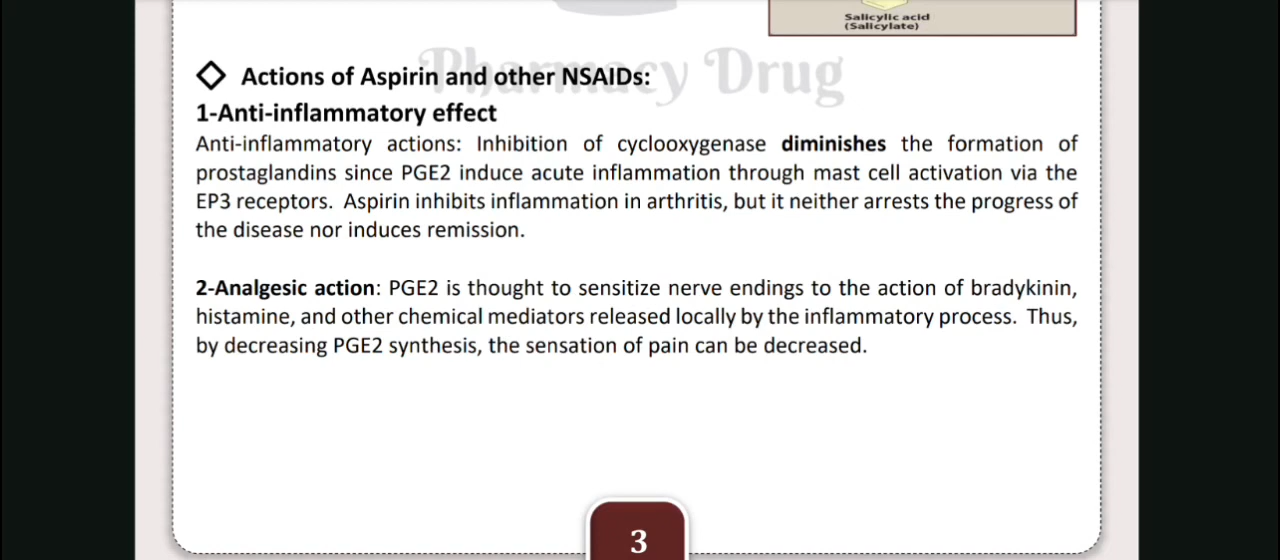 Salicylic acid
(Salicylate)
Pharmacy Drug
◇ Actions of Aspirin and other NSAIDs:
1-Anti-inflammatory effect
Anti-inflammatory actions: Inhibition of cyclooxygenase diminishes the formation of
prostaglandins since PGE2 induce acute inflammation through mast cell activation via the
EP3 receptors. Aspirin inhibits inflammation in arthritis, but it neither arrests the progress of
the disease nor induces remission.
2-Analgesic action: PGE2 is thought to sensitize nerve endings to the action of bradykinin,
histamine, and other chemical mediators released locally by the inflammatory process. Thus,
by decreasing PGE2 synthesis, the sensation of pain can be decreased.
3